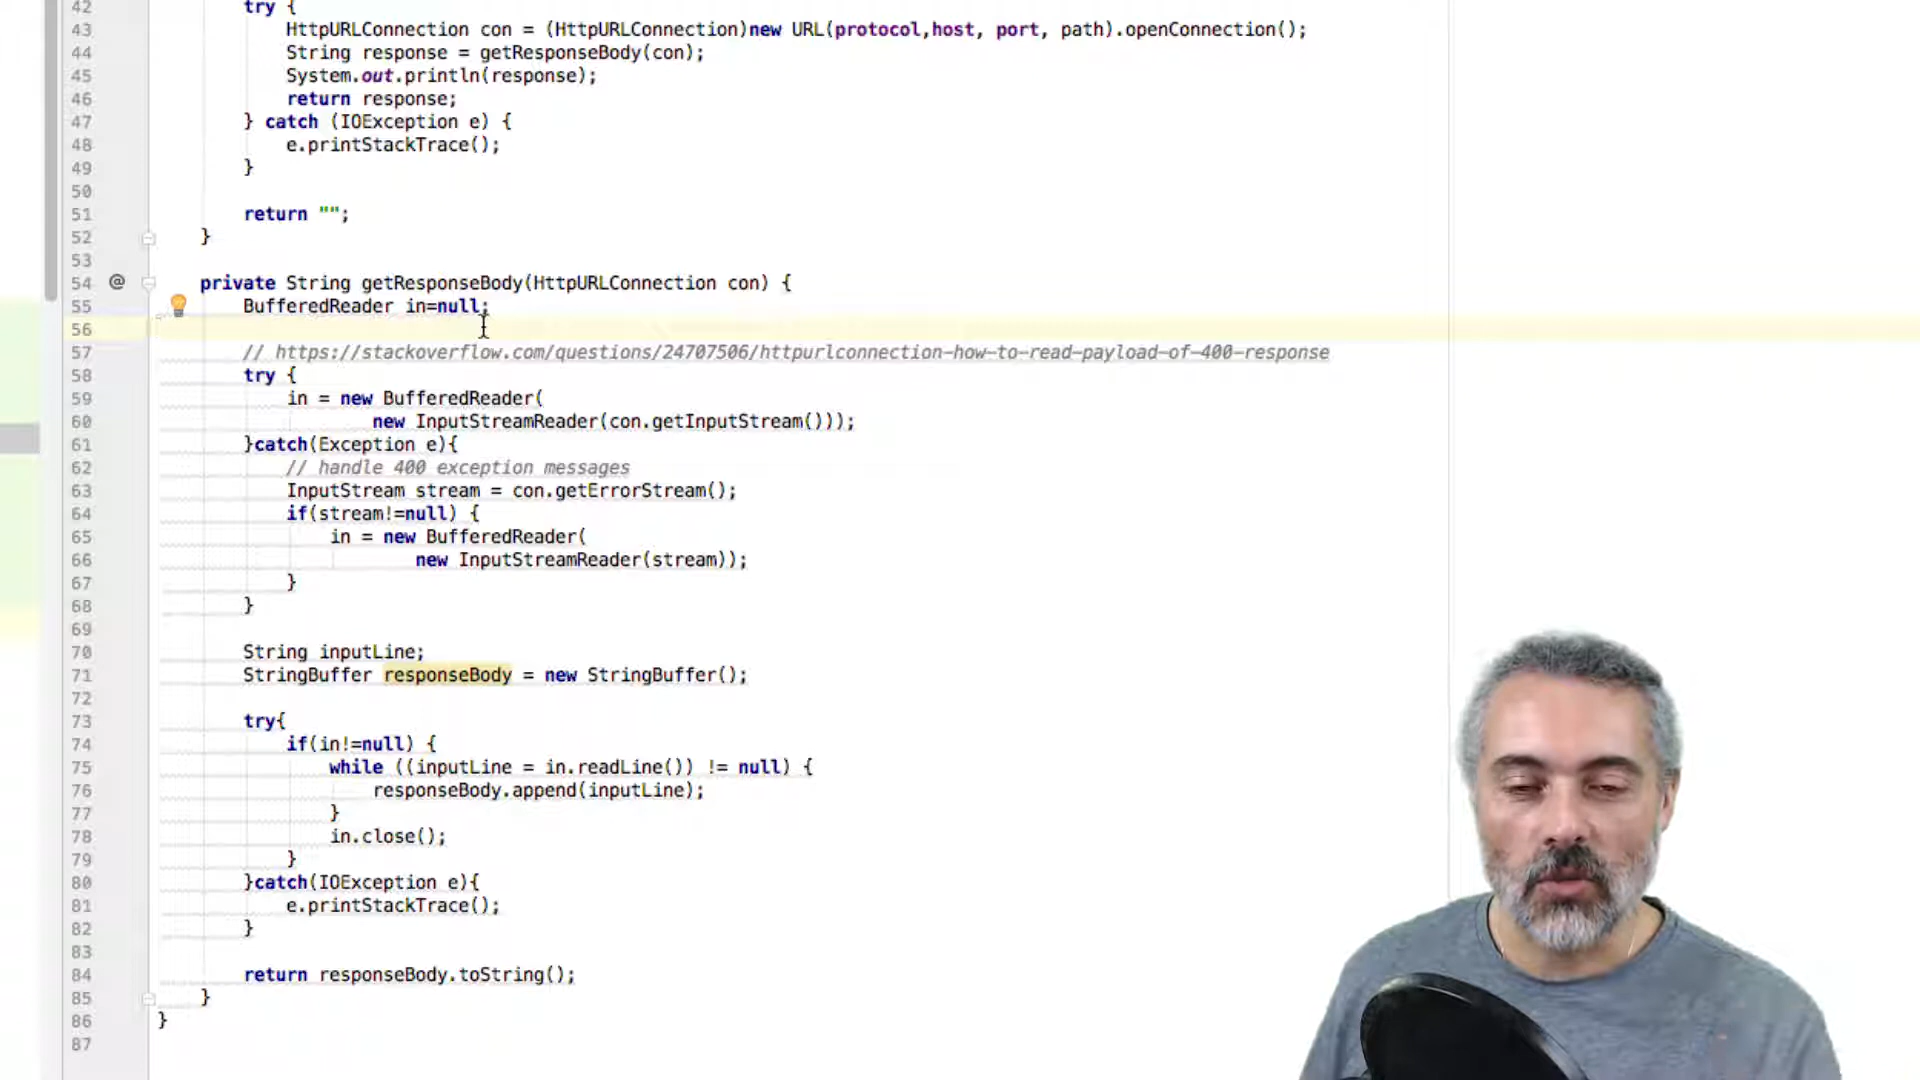 42 try {
43 HttpURLConnection con = (HttpURLConnection)new URL(protocol,host, port, path).openConnection();
44 String response = getResponseBody(con);
45 System.out.println(response);
46 return response;
47 } catch (IOException e) {
48 e.printStackTrace();
49 }
50
51 return "";
52 }
53
54 @ private String getResponseBody(HttpURLConnection con) {
55 BufferedReader in=null;
56
57 // https://stackoverflow.com/questions/24707506/httpurlconnection-how-to-read-payload-of-400-response
58 try {
59 in = new BufferedReader(
60 new InputStreamReader(con.getInputStream()));
61 }catch(Exception e){
62 // handle 400 exception messages
63 InputStream stream = con.getErrorStream();
64 if(stream!=null) {
65 in = new BufferedReader(
66 new InputStreamReader(stream));
67 }
68 }
69
70 String inputLine;
71 StringBuffer responseBody = new StringBuffer();
72
73 try{
74 if(in!=null) {
75 while ((inputLine = in.readLine()) != null) {
76 responseBody.append(inputLine);
77 }
78 in.close();
79 }
80 }catch(IOException e){
81 e.printStackTrace();
82 }
83
84 return responseBody.toString();
85 }
86 }
87